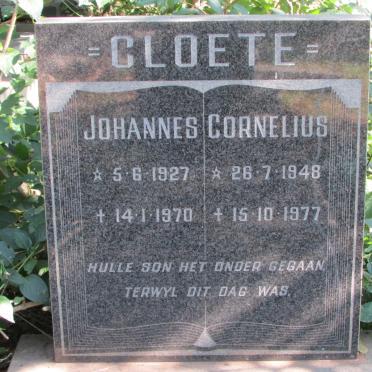 =CLOETE=
JOHANNES CORNELIUS
☆ 5·6·1927 ☆ 26·7·1948
✝ 14·1·1970 ✝ 15·10·1977
HULLE SON HET ONDER GEGAAN,
TERWYL DIT DAG WAS.